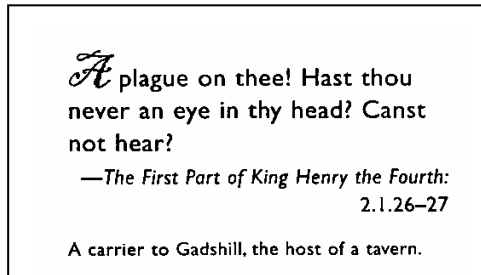 A plague on thee! Hast thou
never an eye in thy head? Canst
not hear?
—The First Part of King Henry the Fourth:
2.1.26–27
A carrier to Gadshill, the host of a tavern.